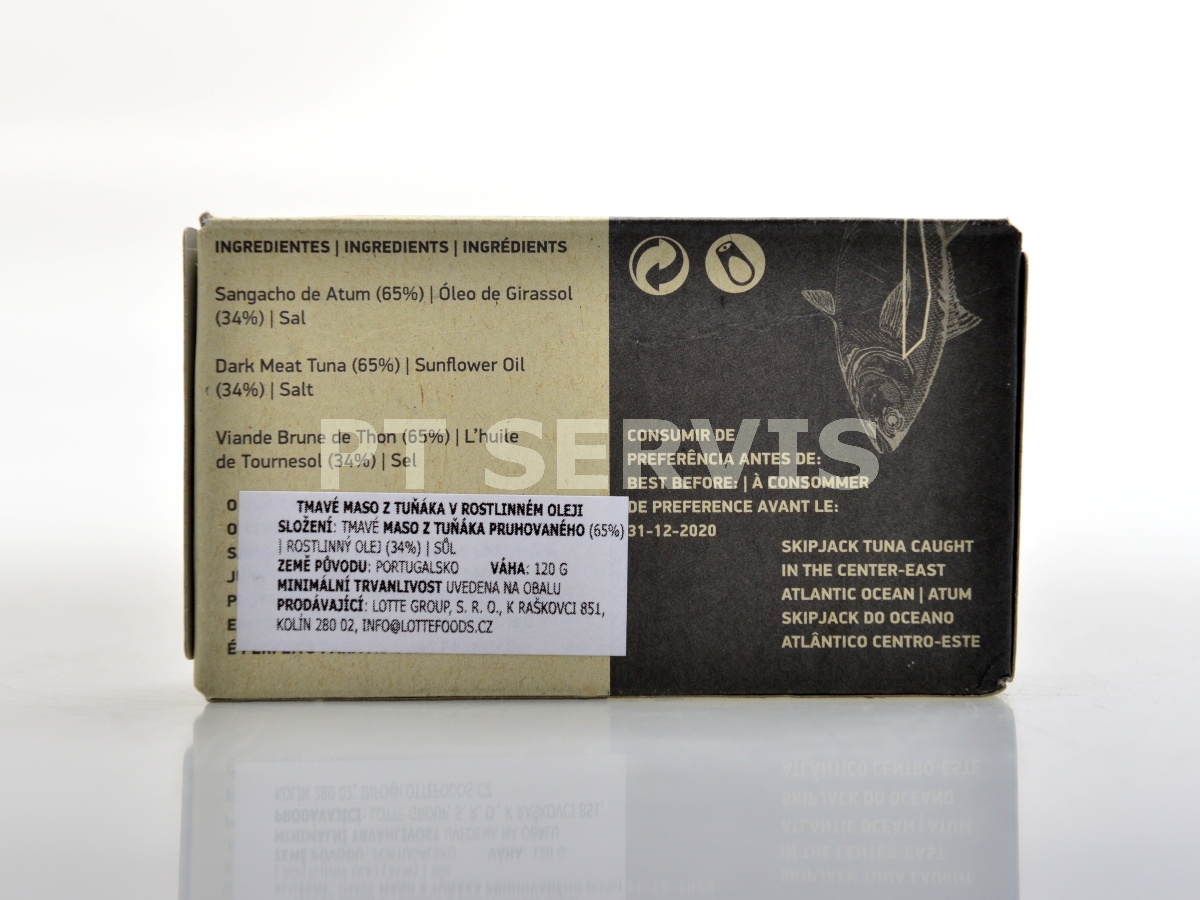 INGREDIENTES | INGREDIENTS | INGRÉDIENTS
Sangacho de Atum (65%) | Óleo de Girassol
(34%) | Sal
Dark Meat Tuna (65%) | Sunflower Oil
(34%) | Salt
Viande Brune de Thon (65%) | L'huile
de Tournesol (34%) | Sel
TMAVÉ MASO Z TUŇÁKA V ROSTLINNÉM OLEJI
SLOŽENÍ: TMAVÉ MASO Z TUŇÁKA PRUHOVANÉHO (65%)
| ROSTLINNÝ OLEJ (34%) | SŮL
ZEMĚ PŮVODU: PORTUGALSKO VÁHA: 120 G
MINIMÁLNÍ TRVANLIVOST UVEDENA NA OBALU
PRODÁVAJÍCÍ: LOTTE GROUP, S. R. O., K RAŠKOVCI 851,
KOLÍN 280 02, INFO@LOTTEFOODS.CZ
PT SERVIS
CONSUMIR DE
PREFERÊNCIA ANTES DE:
BEST BEFORE: | À CONSOMMER
DE PREFERENCE AVANT LE:
31-12-2020
SKIPJACK TUNA CAUGHT
IN THE CENTER-EAST
ATLANTIC OCEAN | ATUM
SKIPJACK DO OCEANO
ATLÂNTICO CENTRO-ESTE